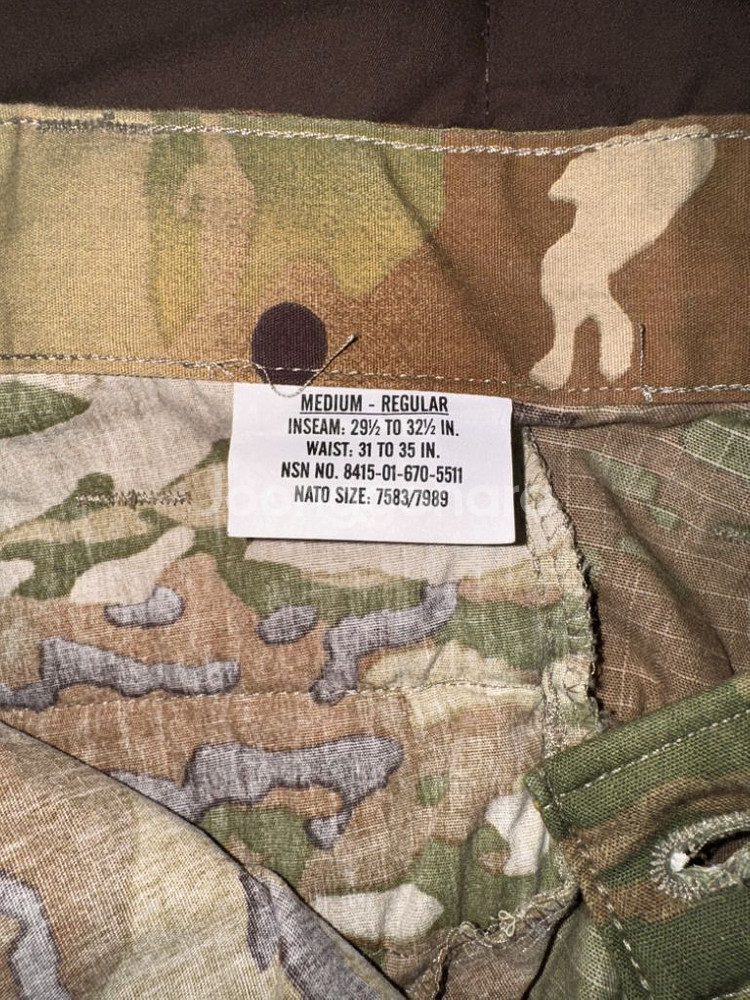 MEDIUM - REGULAR
INSEAM: 29½ TO 32½ IN.
WAIST: 31 TO 35 IN.
NSN NO. 8415-01-670-5511
NATO SIZE: 7583/7989